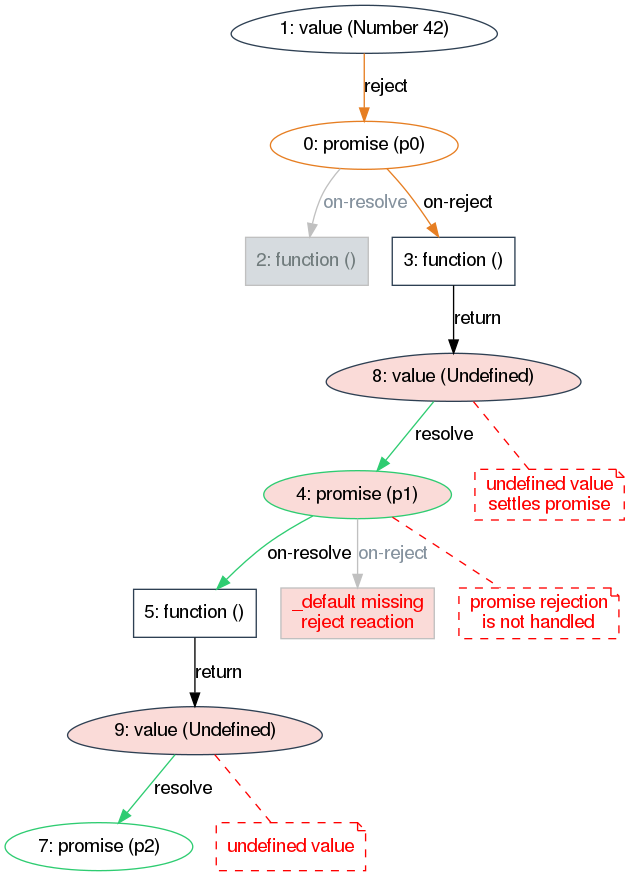 1: value (Number 42)
reject
0: promise (p0)
on-resolve
on-reject
2: function ()
3: function ()
return
8: value (Undefined)
resolve
undefined value
settles promise
4: promise (p1)
on-resolve
on-reject
5: function ()
_default missing
reject reaction
promise rejection
is not handled
return
9: value (Undefined)
resolve
7: promise (p2)
undefined value